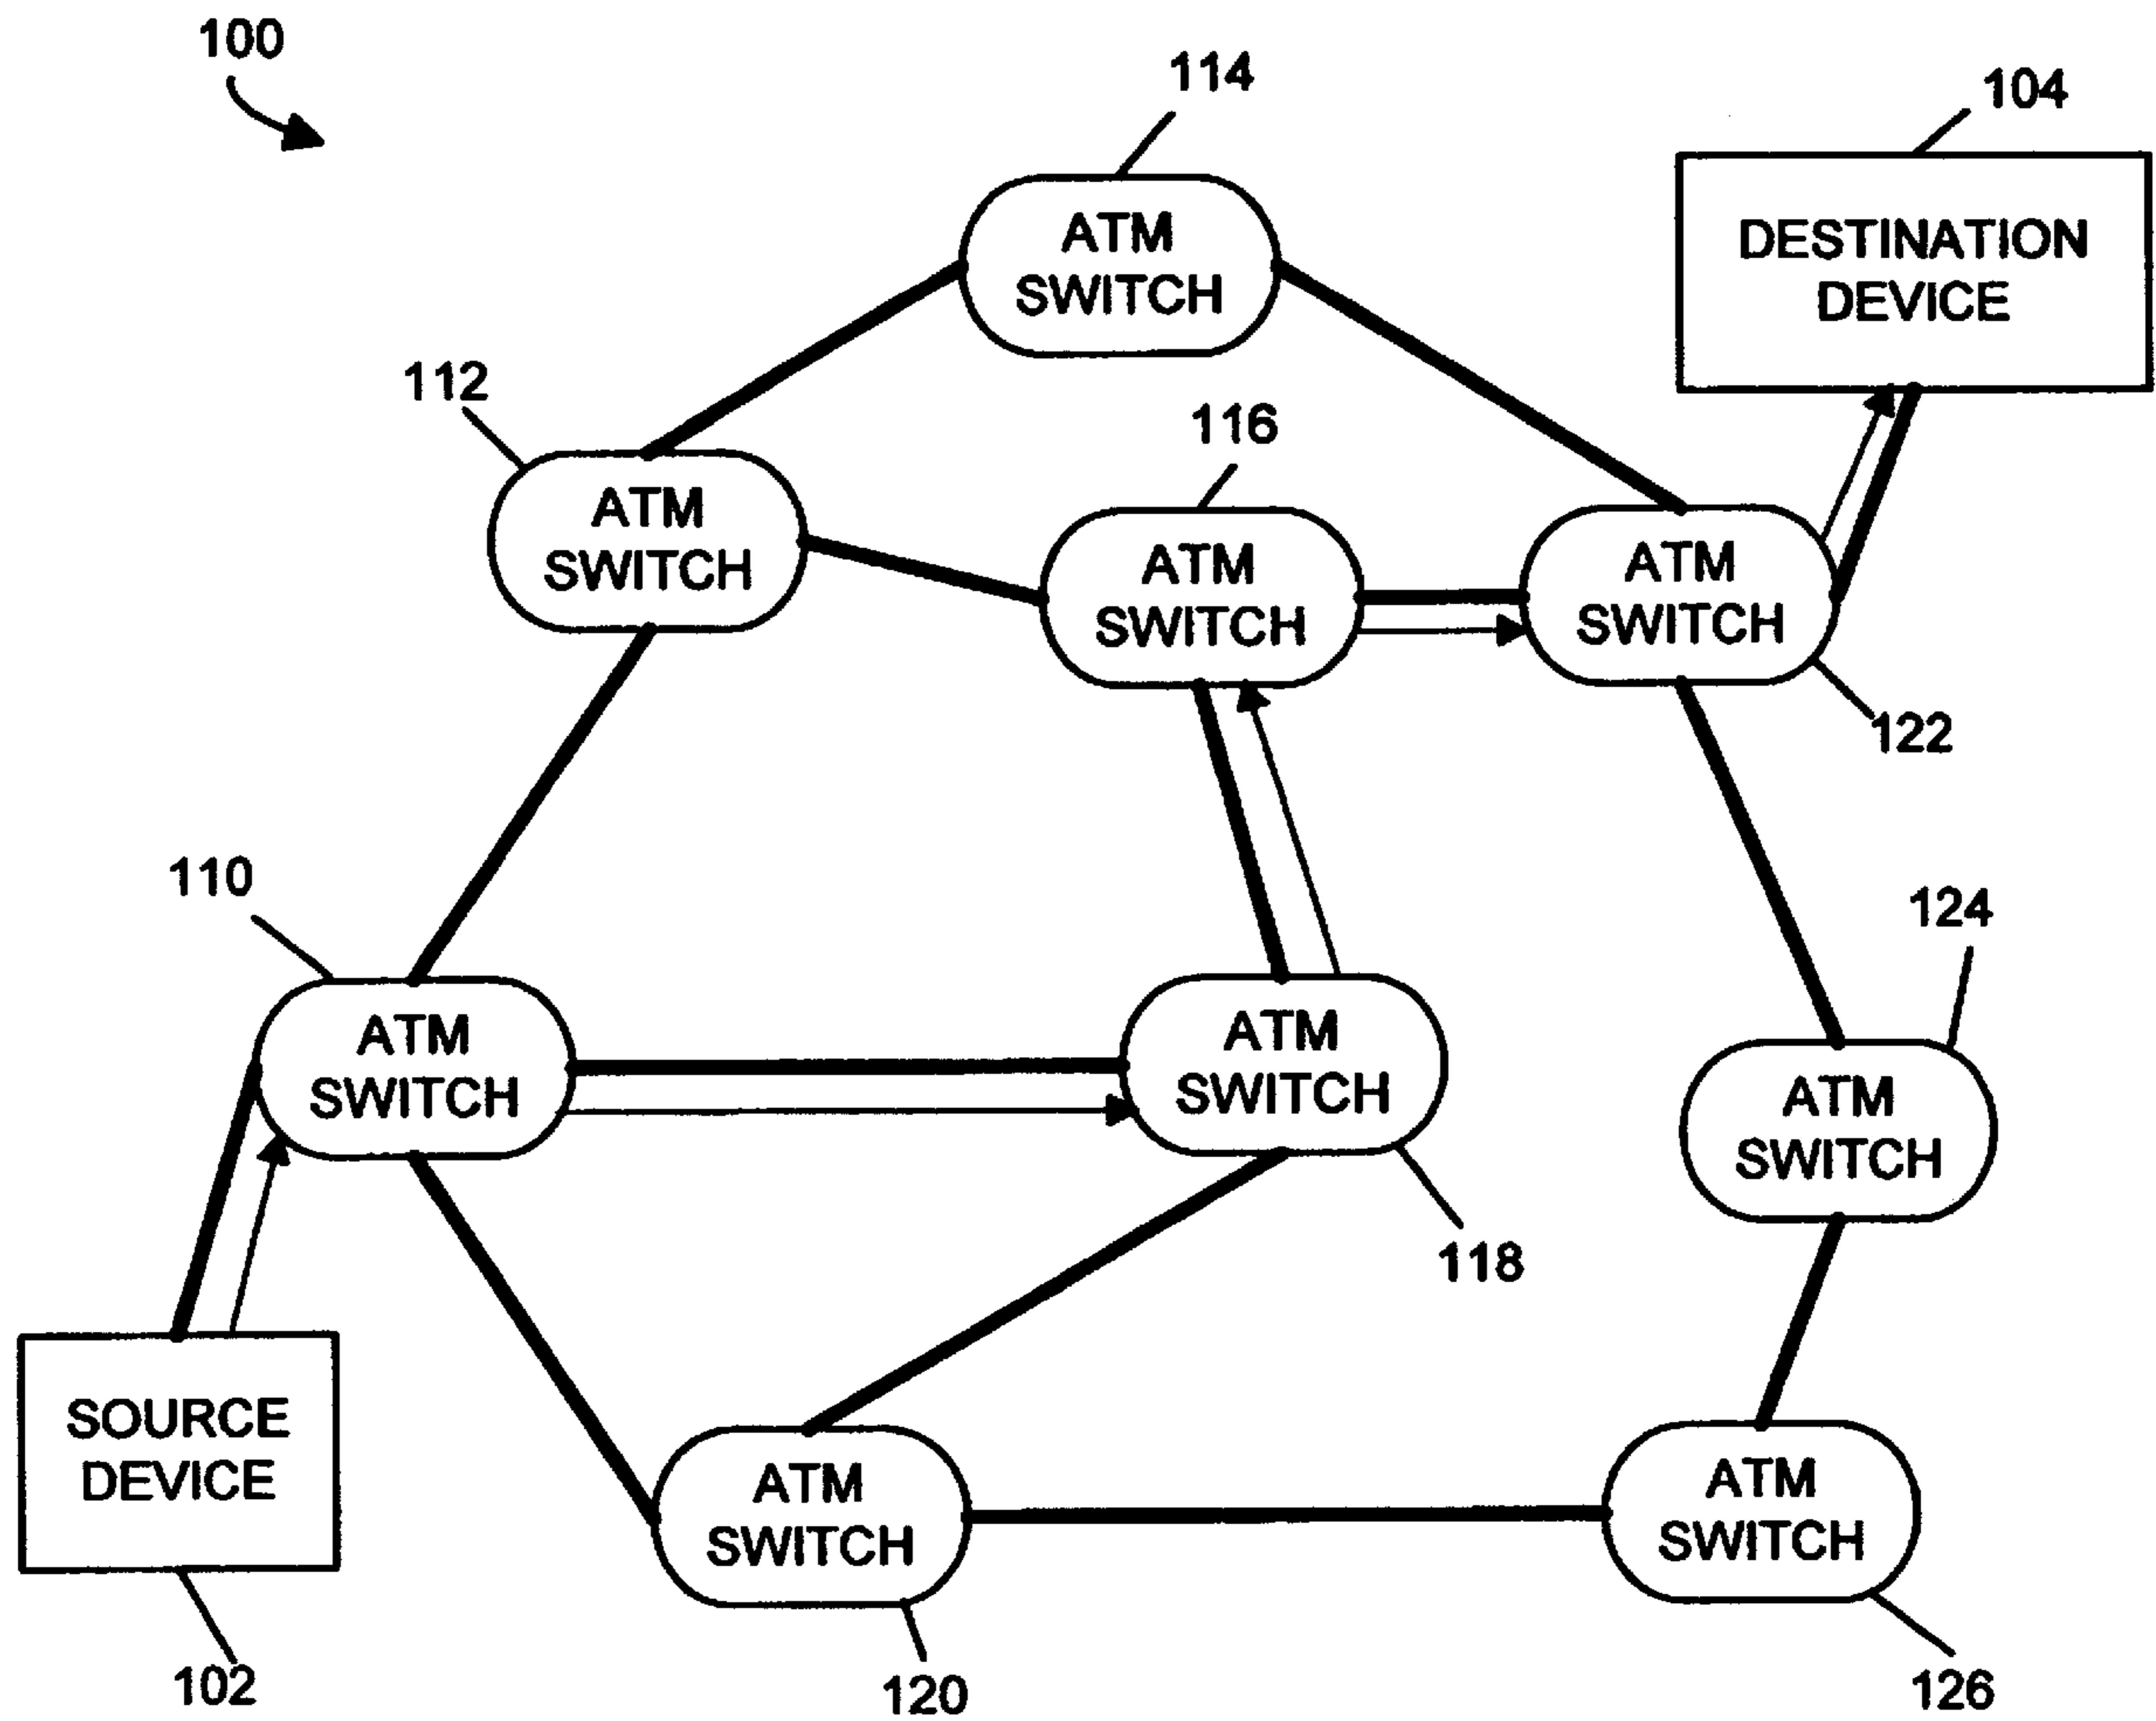 100
114
104
ATM
SWITCH
DESTINATION
DEVICE
112
116
ATM
SWITCH
ATM
SWITCH
ATM
SWITCH
122
110
124
ATM
SWITCH
ATM
SWITCH
ATM
SWITCH
118
SOURCE
DEVICE
ATM
SWITCH
ATM
SWITCH
102
120
126